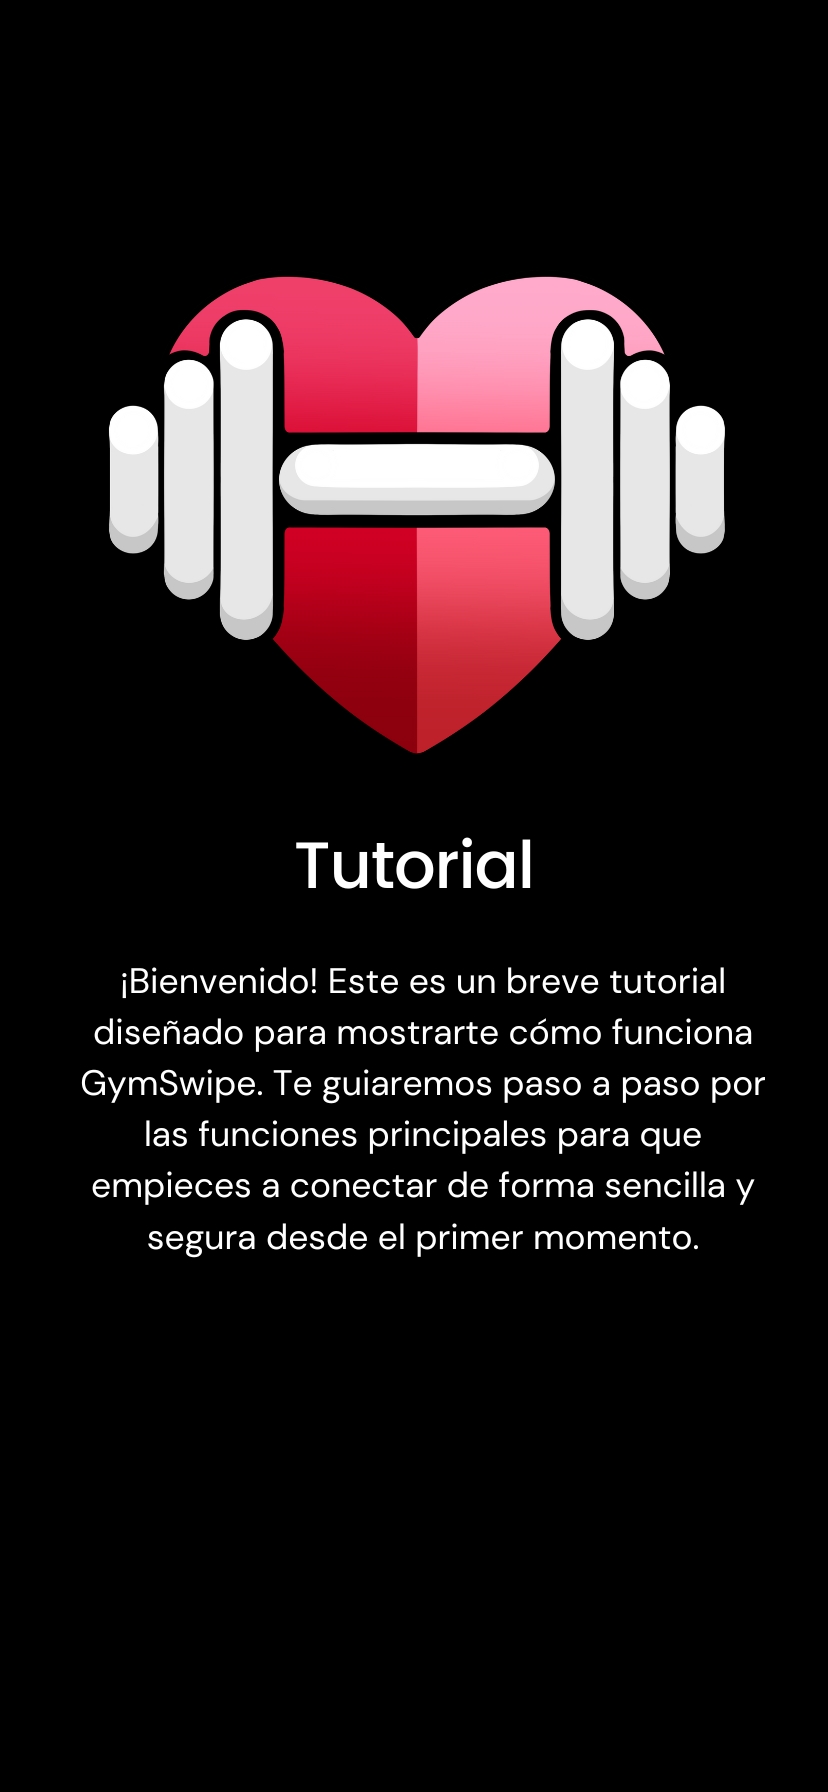 Tutorial
¡Bienvenido! Este es un breve tutorial
diseñado para mostrarte cómo funciona
GymSwipe. Te guiaremos paso a paso por
las funciones principales para que
empieces a conectar de forma sencilla y
segura desde el primer momento.